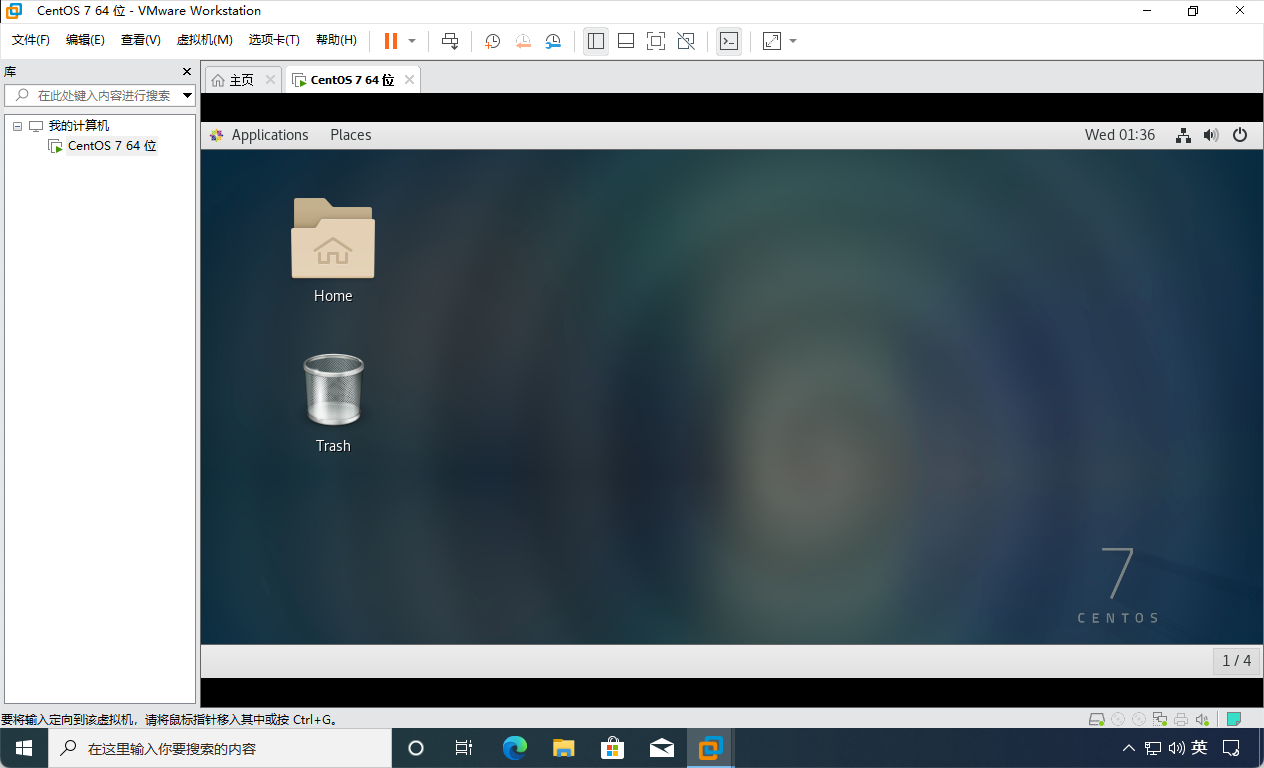 CentOS 7 64 位 - VMware Workstation
文件(F) 编辑(E) 查看(V) 虚拟机(M) 选项卡(T) 帮助(H)
库
在此处键入内容进行搜索
我的计算机
CentOS 7 64 位
主页
CentOS 7 64 位
Applications Places Wed 01:36
Home
Trash
7
CENTOS
1 / 4
要将输入定向到该虚拟机，请将鼠标指针移入其中或按 Ctrl+G。
在这里输入你要搜索的内容
英